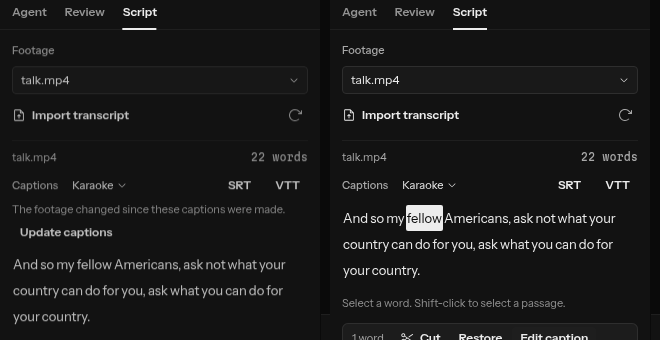 Agent Review Script
Footage
talk.mp4
Import transcript
talk.mp4 22 words
Captions Karaoke SRT VTT
The footage changed since these captions were made.
Update captions
And so my fellow Americans, ask not what your
country can do for you, ask what you can do for
your country.
Agent Review Script
Footage
talk.mp4
Import transcript
talk.mp4 22 words
Captions Karaoke SRT VTT
And so my fellow Americans, ask not what your
country can do for you, ask what you can do for
your country.
Select a word. Shift-click to select a passage.
1 word Cut Restore Edit caption